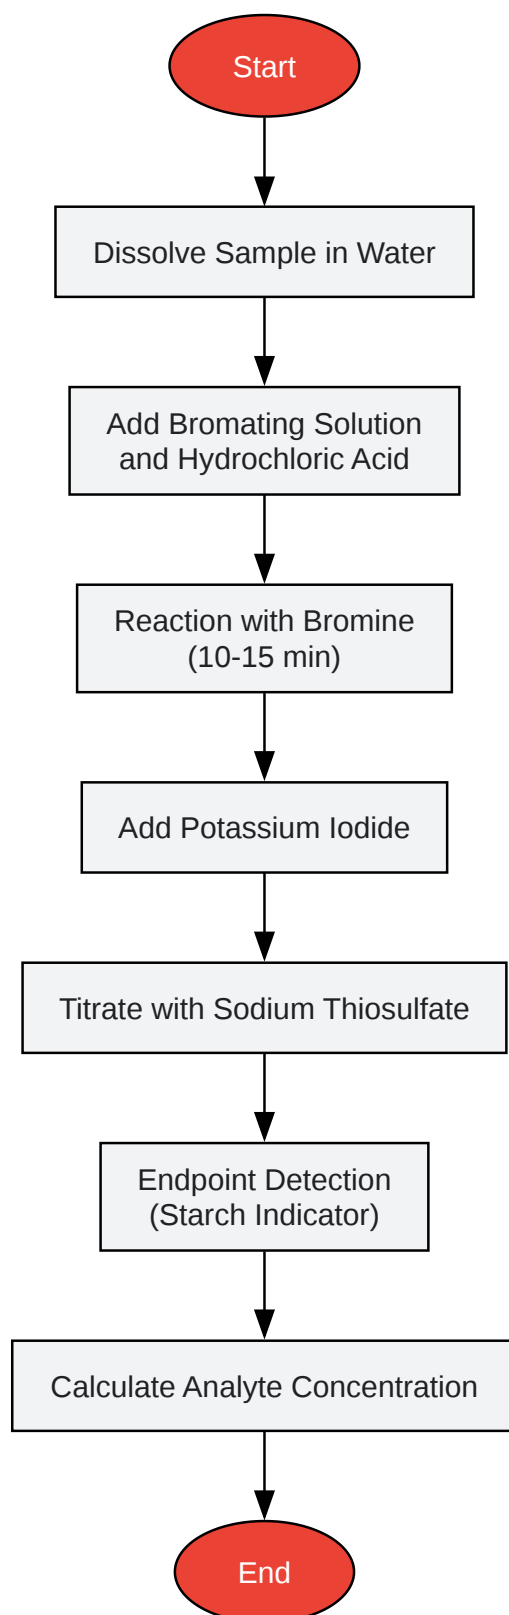 Start
Dissolve Sample in Water
Add Bromating Solution
and Hydrochloric Acid
Reaction with Bromine
(10-15 min)
Add Potassium Iodide
Titrate with Sodium Thiosulfate
Endpoint Detection
(Starch Indicator)
Calculate Analyte Concentration
End